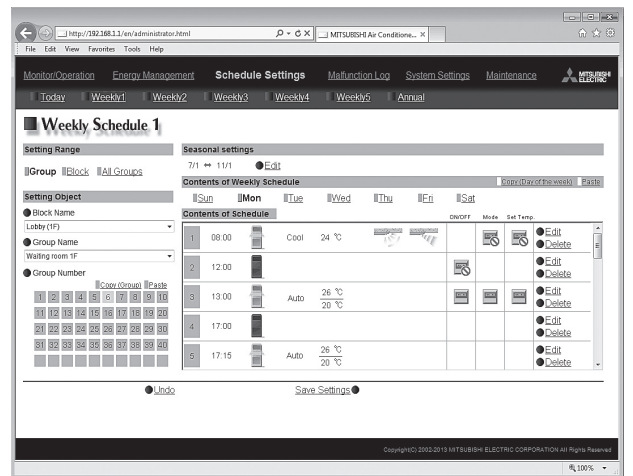 http://192.168.1.1/en/administrator.html
MITSUBISHI Air Conditione... ×
File Edit View Favorites Tools Help
Monitor/Operation Energy Management Schedule Settings Malfunction Log System Settings Maintenance MITSUBISHI ELECTRIC
Today Weekly1 Weekly2 Weekly3 Weekly4 Weekly5 Annual
Weekly Schedule 1
Setting Range
Group Block All Groups
Setting Object
Block Name
Lobby (1F)
Group Name
Waiting room 1F
Group Number
Copy (Group) Paste
1 2 3 4 5 6 7 8 9 10
11 12 13 14 15 16 17 18 19 20
21 22 23 24 25 26 27 28 29 30
31 32 33 34 35 36 37 38 39 40
Seasonal settings
7/1 ⇔ 11/1 Edit
Contents of Weekly Schedule Copy (Day of the week) Paste
Sun Mon Tue Wed Thu Fri Sat
Contents of Schedule ON/OFF Mode Set Temp.
1 08:00 Cool 24 °C Edit
Delete
2 12:00 Edit
Delete
3 13:00 Auto 26 °C 20 °C Edit
Delete
4 17:00 Edit
Delete
5 17:15 Auto 26 °C 20 °C Edit
Delete
Undo Save Settings
Copyright(C) 2002-2013 MITSUBISHI ELECTRIC CORPORATION All Rights Reserved
100%